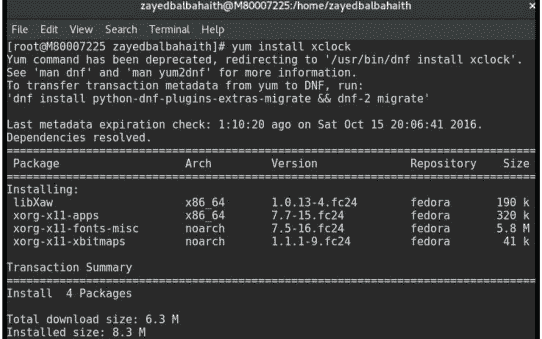 zayedbalbahaith@M80007225:/home/zayedbalbahaith ×
File Edit View Search Terminal Help
[root@M80007225 zayedbalbahaith]# yum install xclock
Yum command has been deprecated, redirecting to '/usr/bin/dnf install xclock'.
See 'man dnf' and 'man yum2dnf' for more information.
To transfer transaction metadata from yum to DNF, run:
'dnf install python-dnf-plugins-extras-migrate && dnf-2 migrate'
Last metadata expiration check: 1:10:20 ago on Sat Oct 15 20:06:41 2016.
Dependencies resolved.
================================================================================
Package Arch Version Repository Size
================================================================================
Installing:
libXaw x86_64 1.0.13-4.fc24 fedora 190 k
xorg-x11-apps x86_64 7.7-15.fc24 fedora 320 k
xorg-x11-fonts-misc noarch 7.5-16.fc24 fedora 5.8 M
xorg-x11-xbitmaps noarch 1.1.1-9.fc24 fedora 41 k
Transaction Summary
================================================================================
Install 4 Packages
Total download size: 6.3 M
Installed size: 8.3 M